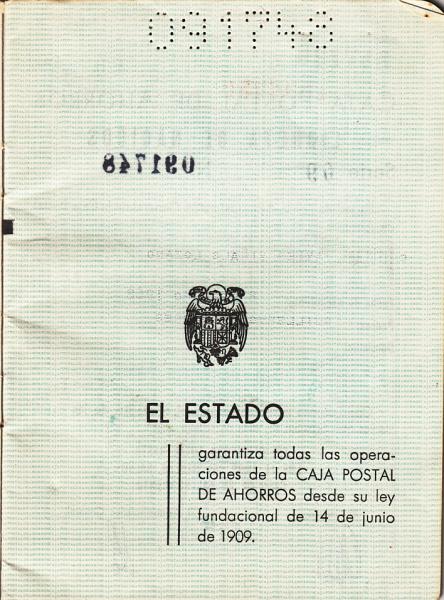 091748
091748
EL ESTADO
garantiza todas las opera-
ciones de la CAJA POSTAL
DE AHORROS desde su ley
fundacional de 14 de junio
de 1909.